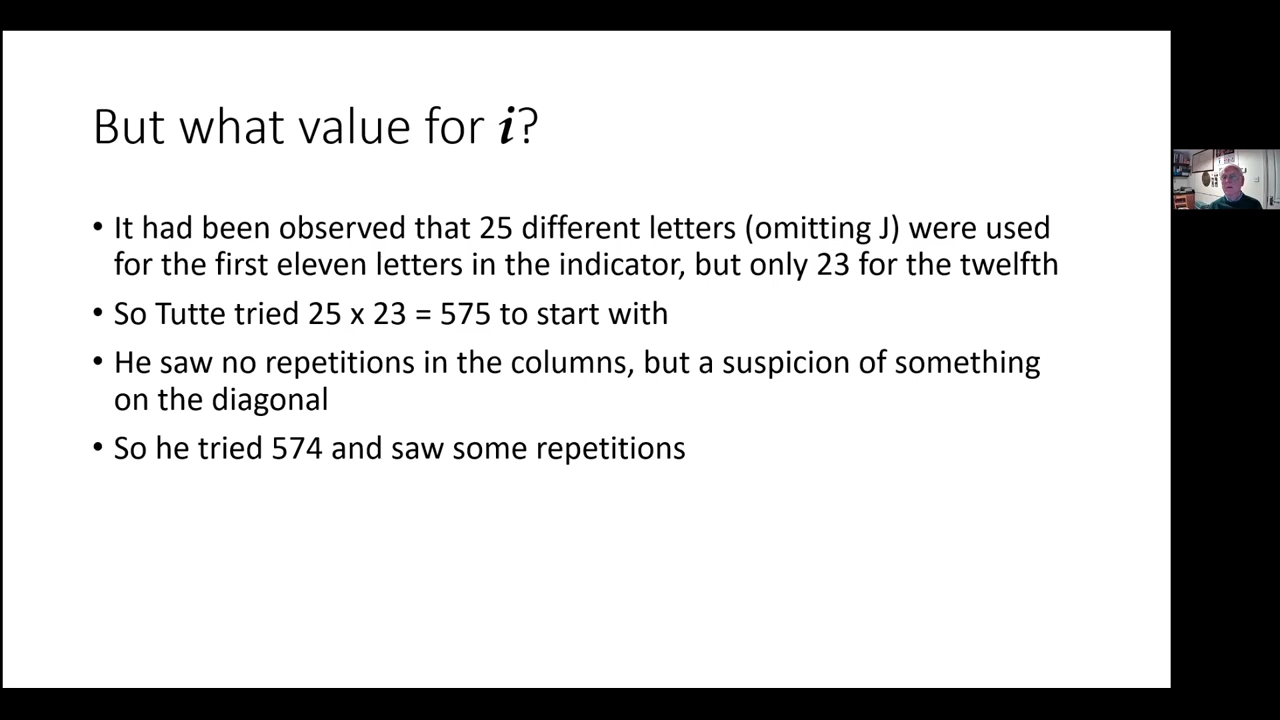 But what value for i?
• It had been observed that 25 different letters (omitting J) were used
for the first eleven letters in the indicator, but only 23 for the twelfth
• So Tutte tried 25 x 23 = 575 to start with
• He saw no repetitions in the columns, but a suspicion of something
on the diagonal
• So he tried 574 and saw some repetitions